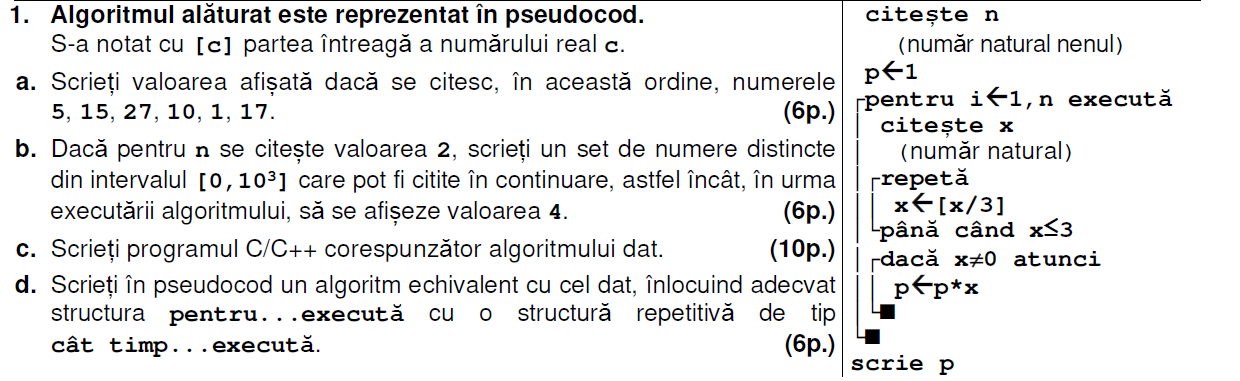 1. Algoritmul alăturat este reprezentat în pseudocod.
S-a notat cu [c] partea întreagă a numărului real c.
a. Scrieți valoarea afișată dacă se citesc, în această ordine, numerele
5, 15, 27, 10, 1, 17. (6p.)
b. Dacă pentru n se citește valoarea 2, scrieți un set de numere distincte
din intervalul [0,10³] care pot fi citite în continuare, astfel încât, în urma
executării algoritmului, să se afișeze valoarea 4. (6p.)
c. Scrieți programul C/C++ corespunzător algoritmului dat. (10p.)
d. Scrieți în pseudocod un algoritm echivalent cu cel dat, înlocuind adecvat
structura pentru...execută cu o structură repetitivă de tip
cât timp...execută. (6p.)
citește n
(număr natural nenul)
p←1
┌pentru i←1,n execută
│ citește x
│ (număr natural)
│┌repetă
││ x←[x/3]
│└până când x≤3
│┌dacă x≠0 atunci
││ p←p*x
│└■
└■
scrie p